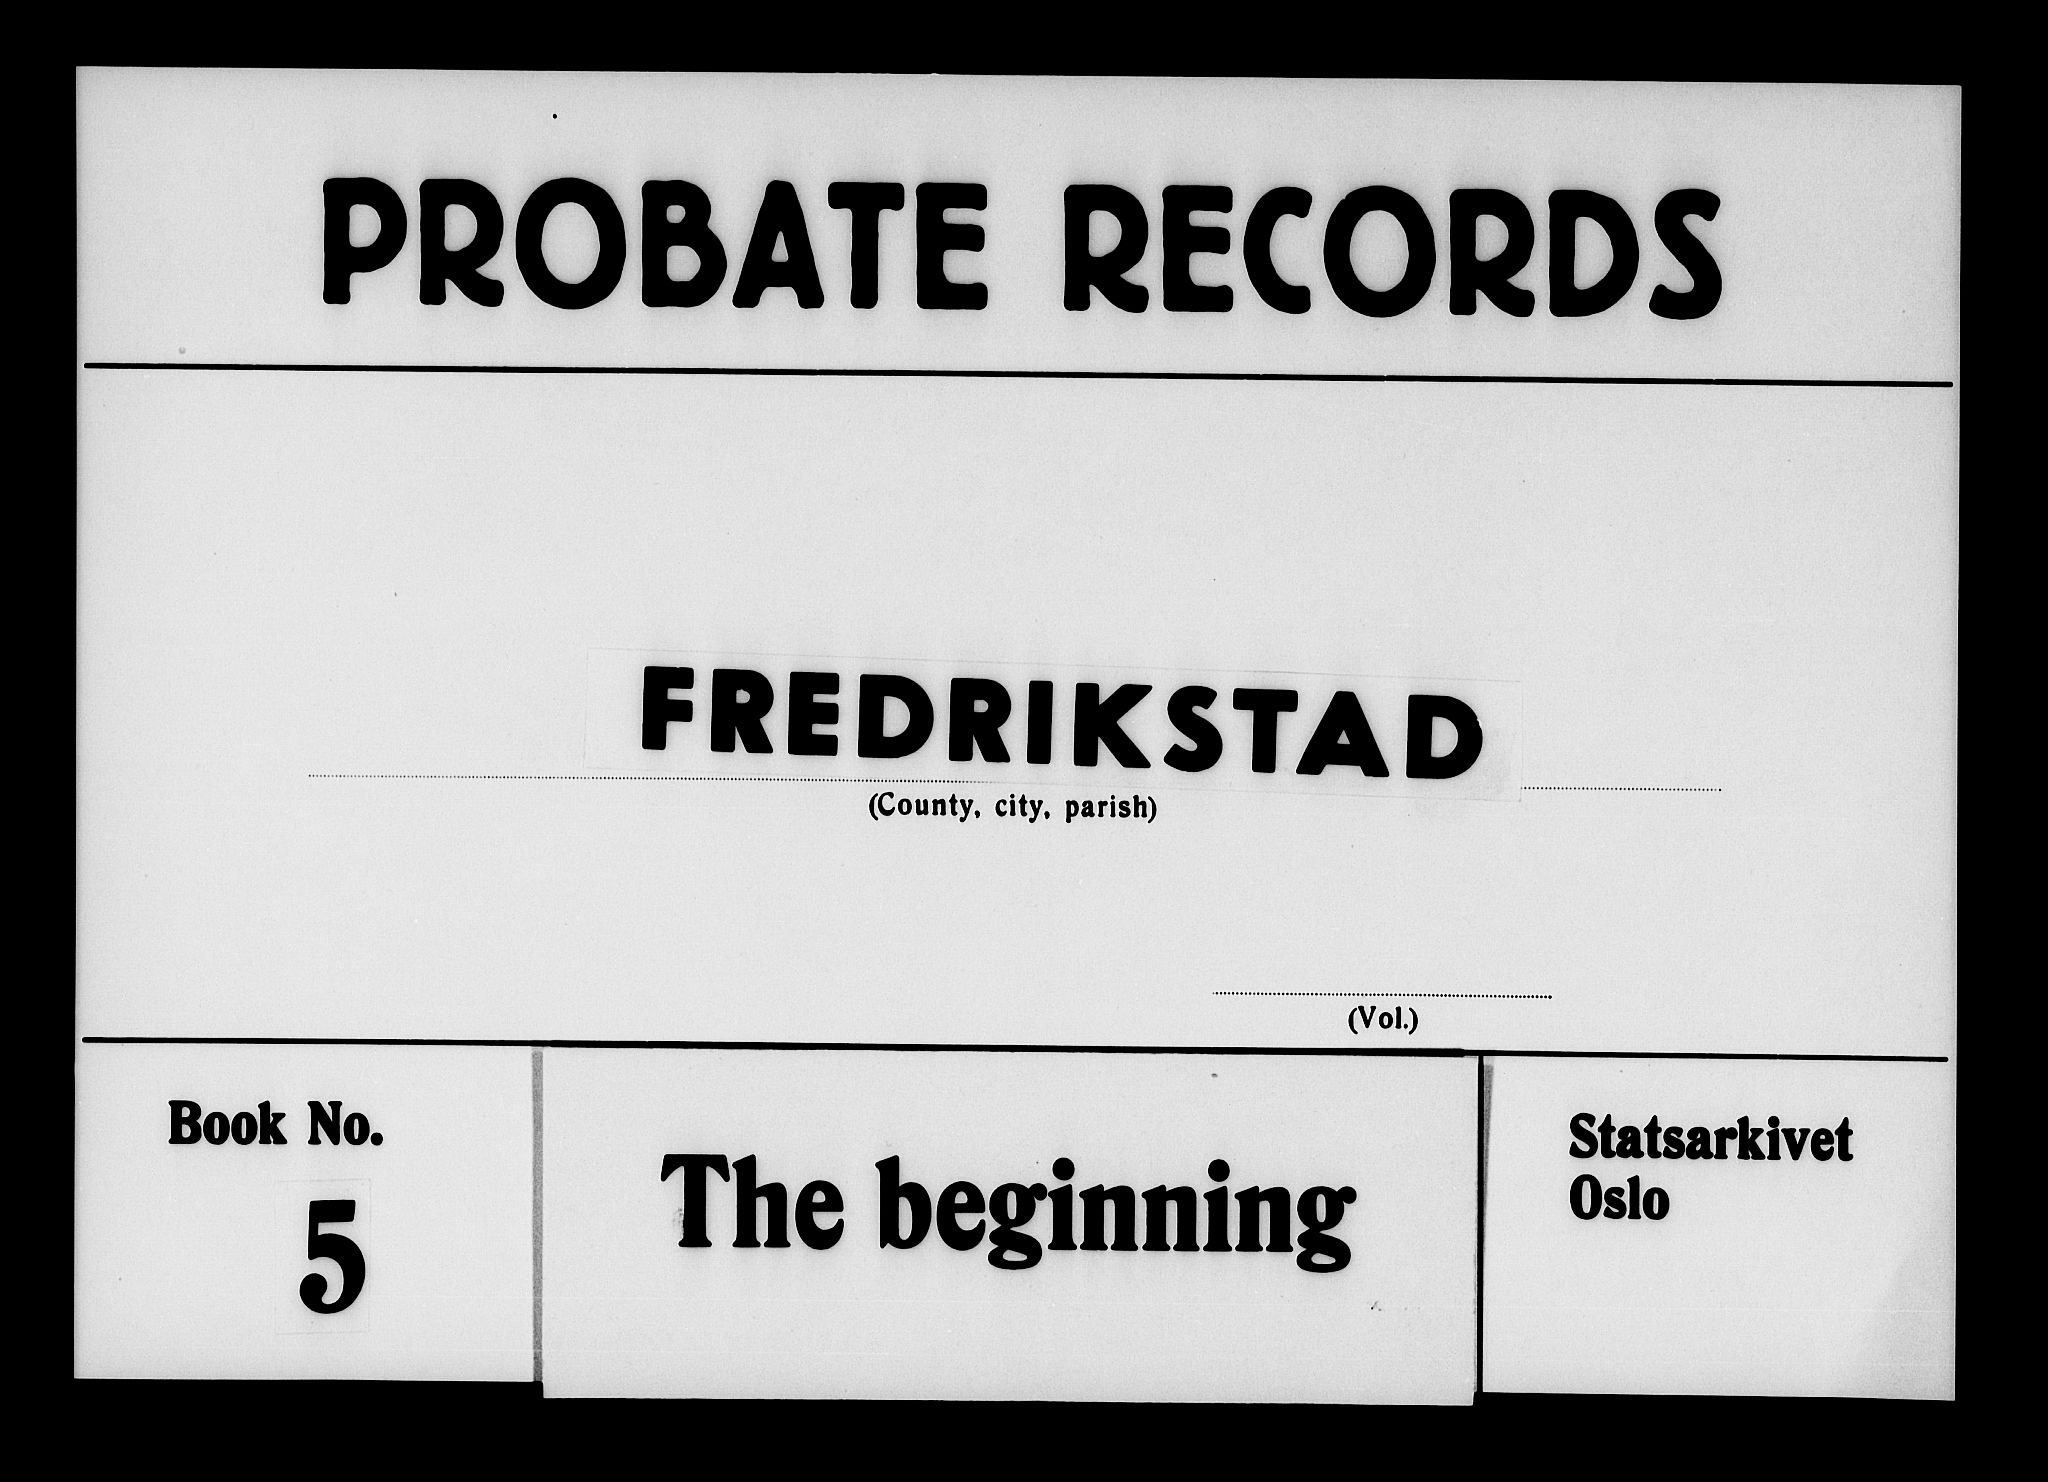 PROBATE RECORDS
FREDRIKSTAD
(County, city, parish)
(Vol.)
Book No.
5
The beginning
Statsarkivet
Oslo